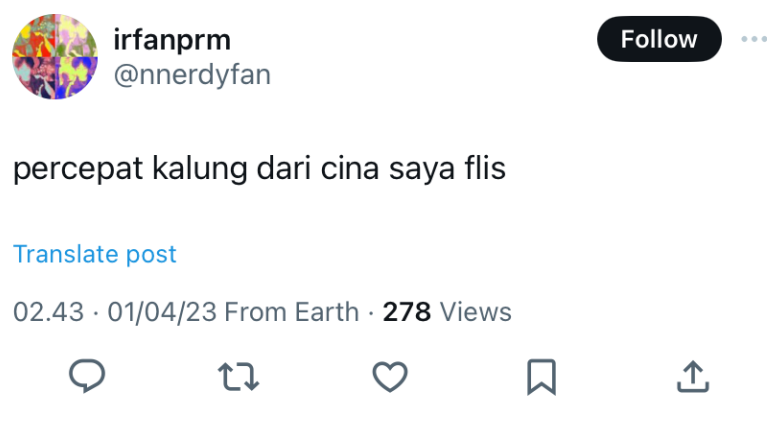 irfanprm
Follow
@nnerdyfan
percepat kalung dari cina saya flis
Translate post
02.43 · 01/04/23 From Earth · 278 Views